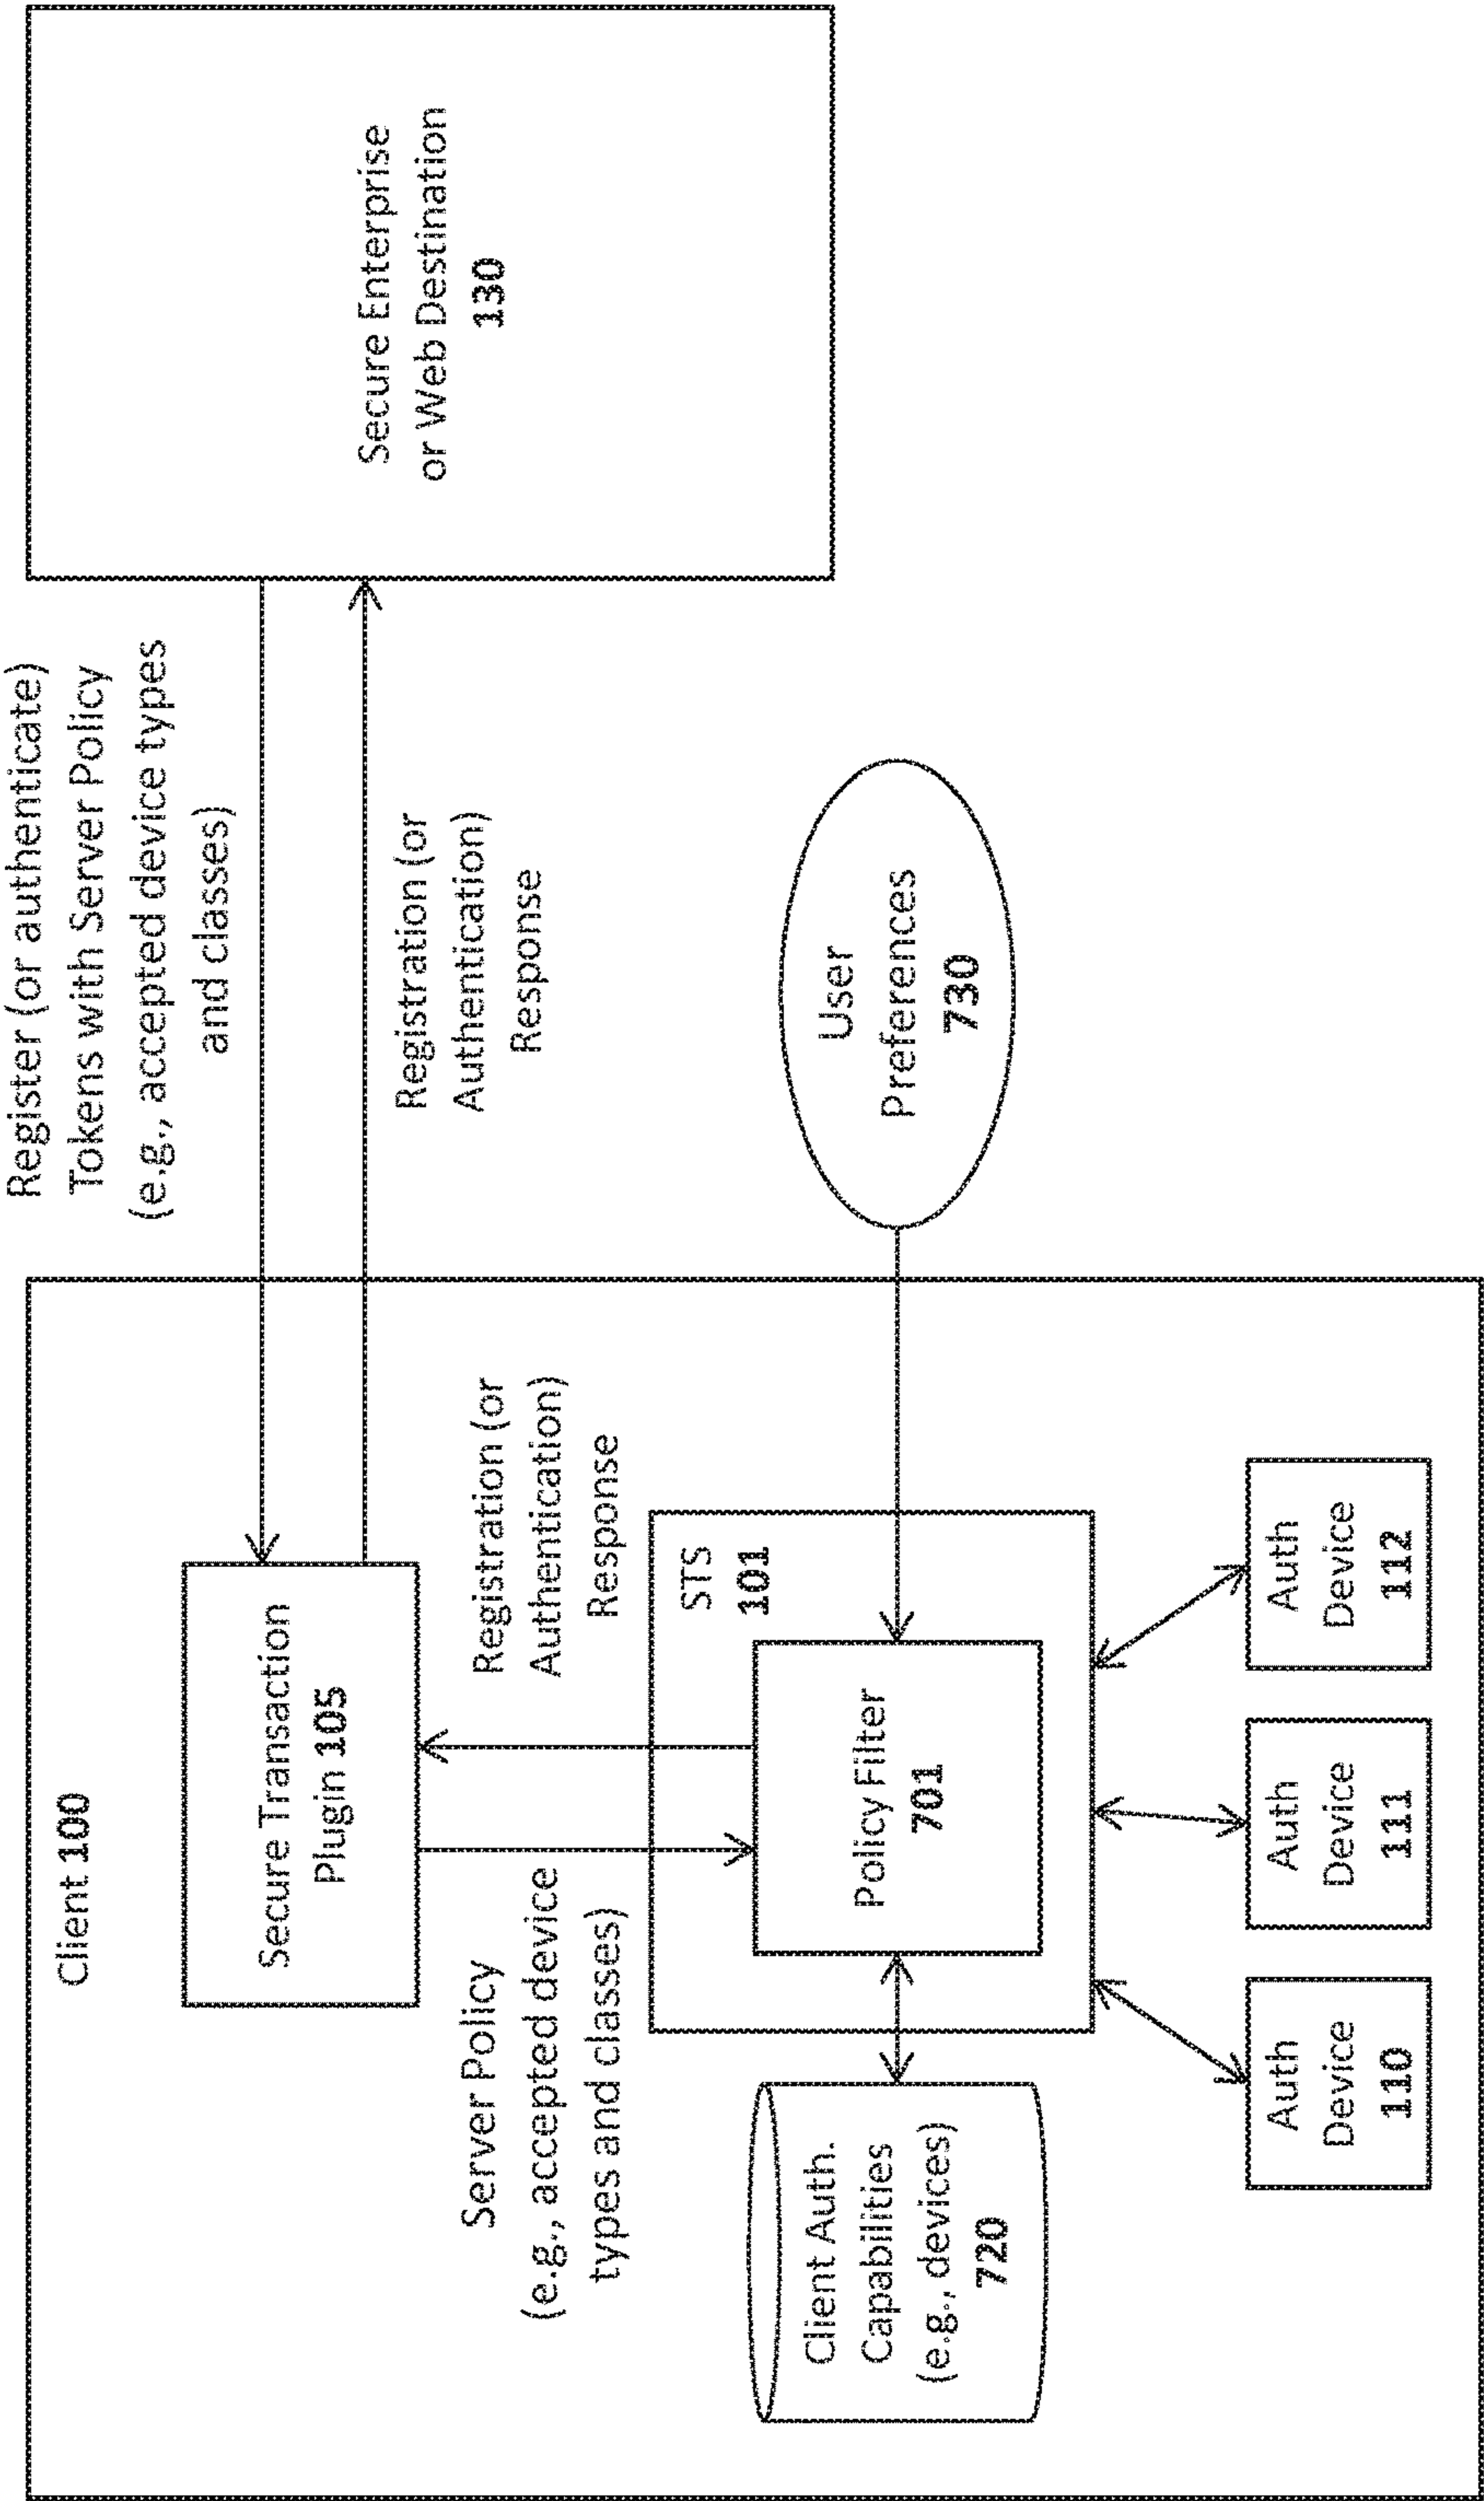 Client 100
Secure Transaction
Plugin 105
Register (or authenticate)
Tokens with Server Policy
(e.g., accepted device types
and classes)
Registration (or
Authentication)
Response
Secure Enterprise
or Web Destination
130
Server Policy
(e.g., accepted device
types and classes)
Registration (or
Authentication)
Response
STS
101
Policy Filter
701
Client Auth.
Capabilities
(e.g., devices)
720
User
Preferences
730
Auth
Device
110
Auth
Device
111
Auth
Device
112